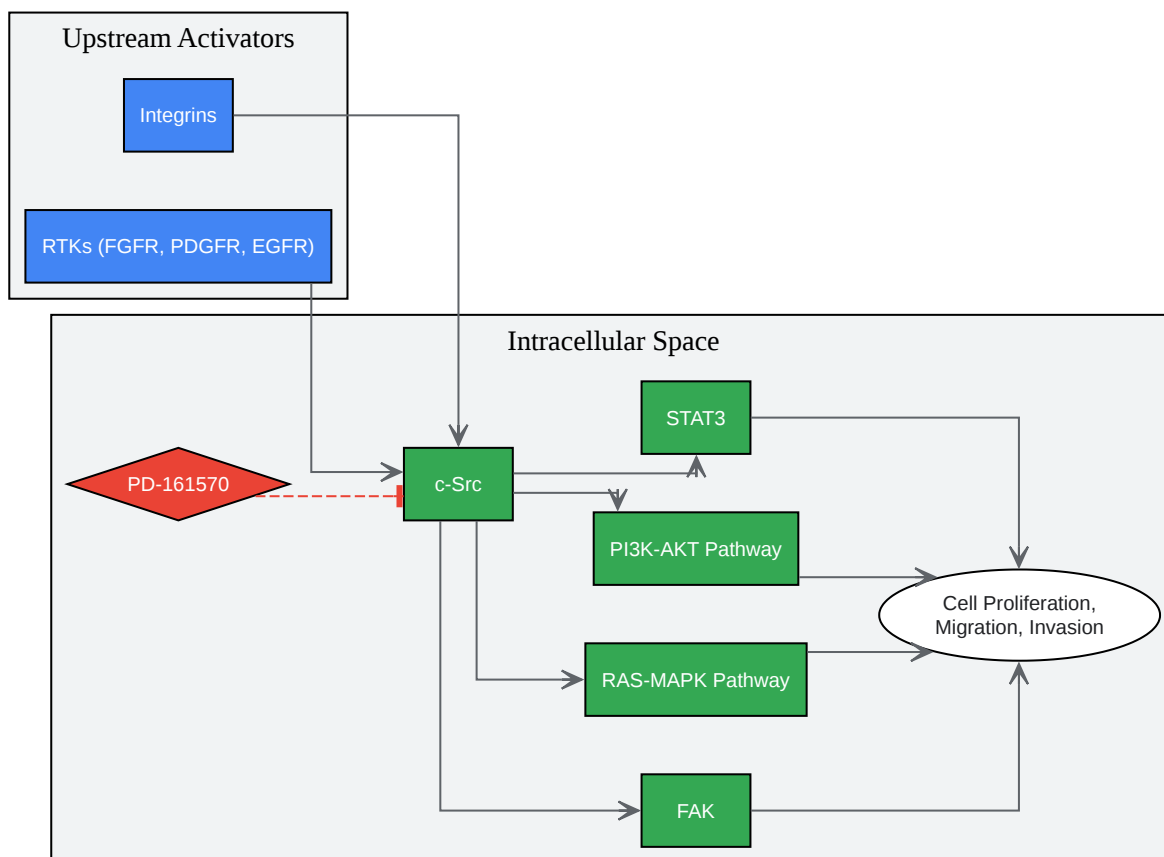 Upstream Activators
Integrins
RTKs (FGFR, PDGFR, EGFR)
Intracellular Space
STAT3
PD-161570
c-Src
PI3K-AKT Pathway
Cell Proliferation,
Migration, Invasion
RAS-MAPK Pathway
FAK